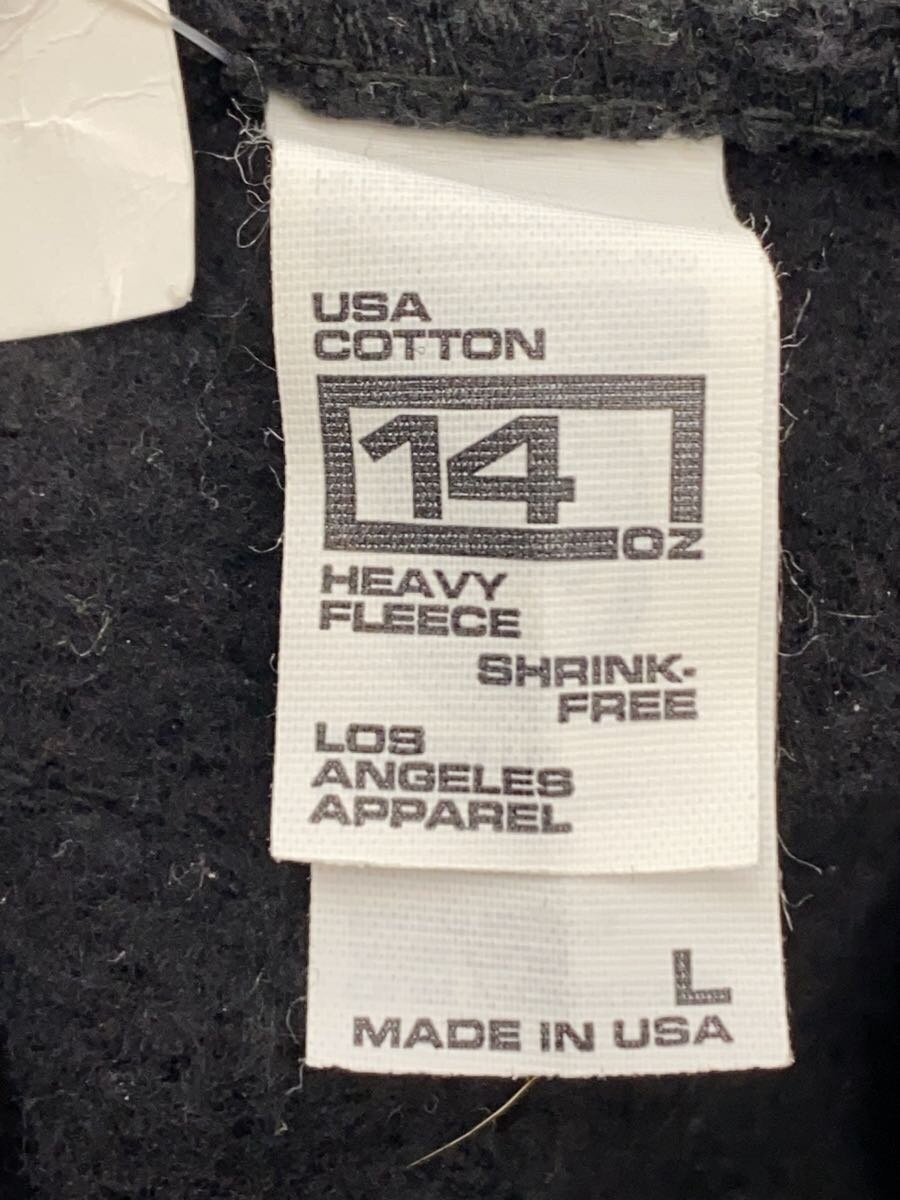 USA
COTTON
14
OZ
HEAVY
FLEECE
SHRINK-
FREE
LOS
ANGELES
APPAREL
L
MADE IN USA